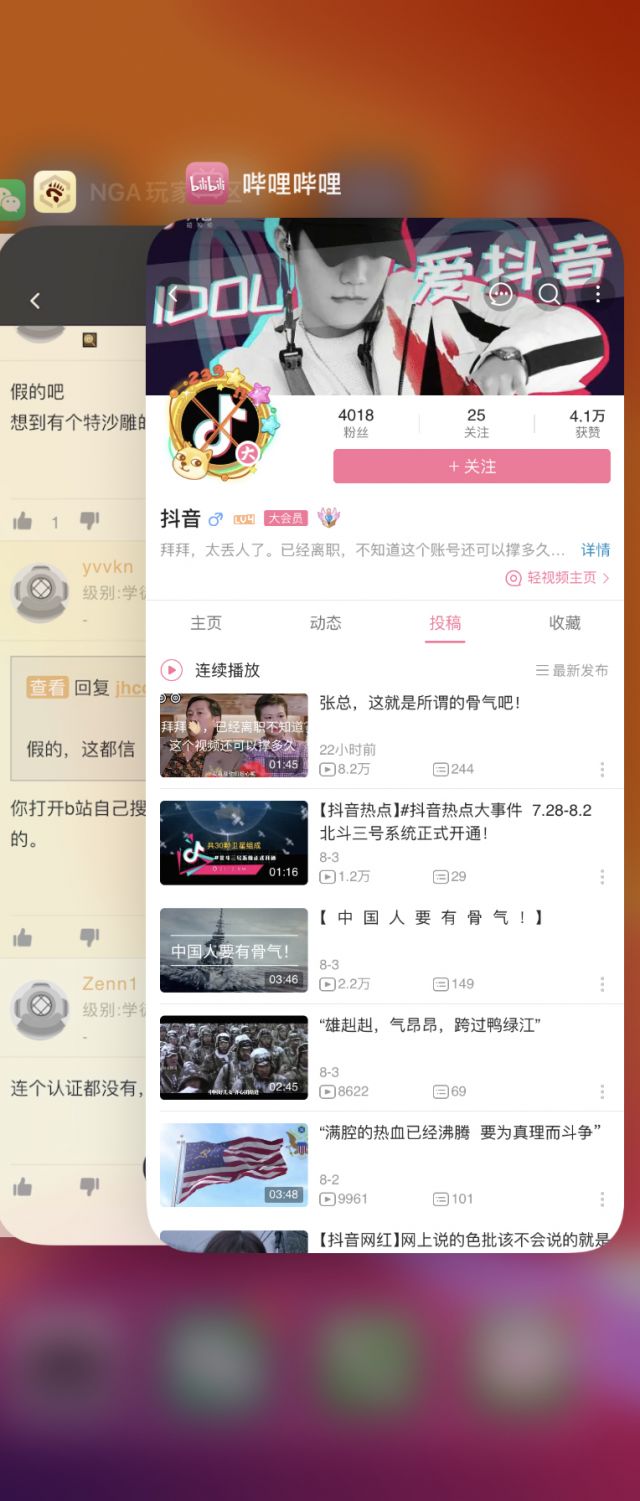 NGA玩家社区
bilibili 哔哩哔哩
假的吧
想到有个特沙雕的
1
yvvkn
级别:学徒
-
查看 回复 jhcc
假的，这都信
你打开b站自己搜
的。
Zenn1
级别:学徒
-
连个认证都没有，
IDOL 爱抖音
233
大
4018
粉丝
25
关注
4.1万
获赞
+ 关注
抖音 LV4 大会员
拜拜，太丢人了。已经离职，不知道这个账号还可以撑多久... 详情
轻视频主页
主页 动态 投稿 收藏
连续播放 最新发布
拜拜👋，已经离职不知道
这个视频还可以撑多久
01:45
张总，这就是所谓的骨气吧！
22小时前
8.2万 244
共30颗卫星组成
01:16
【抖音热点】#抖音热点大事件 7.28-8.2
北斗三号系统正式开通！
8-3
1.2万 29
中国人要有骨气！
03:46
【 中 国 人 要 有 骨 气 ！】
8-3
2.2万 149
02:45
“雄赳赳，气昂昂，跨过鸭绿江”
8-3
8622 69
03:48
“满腔的热血已经沸腾 要为真理而斗争”
8-2
9961 101
【抖音网红】网上说的色批该不会说的就是